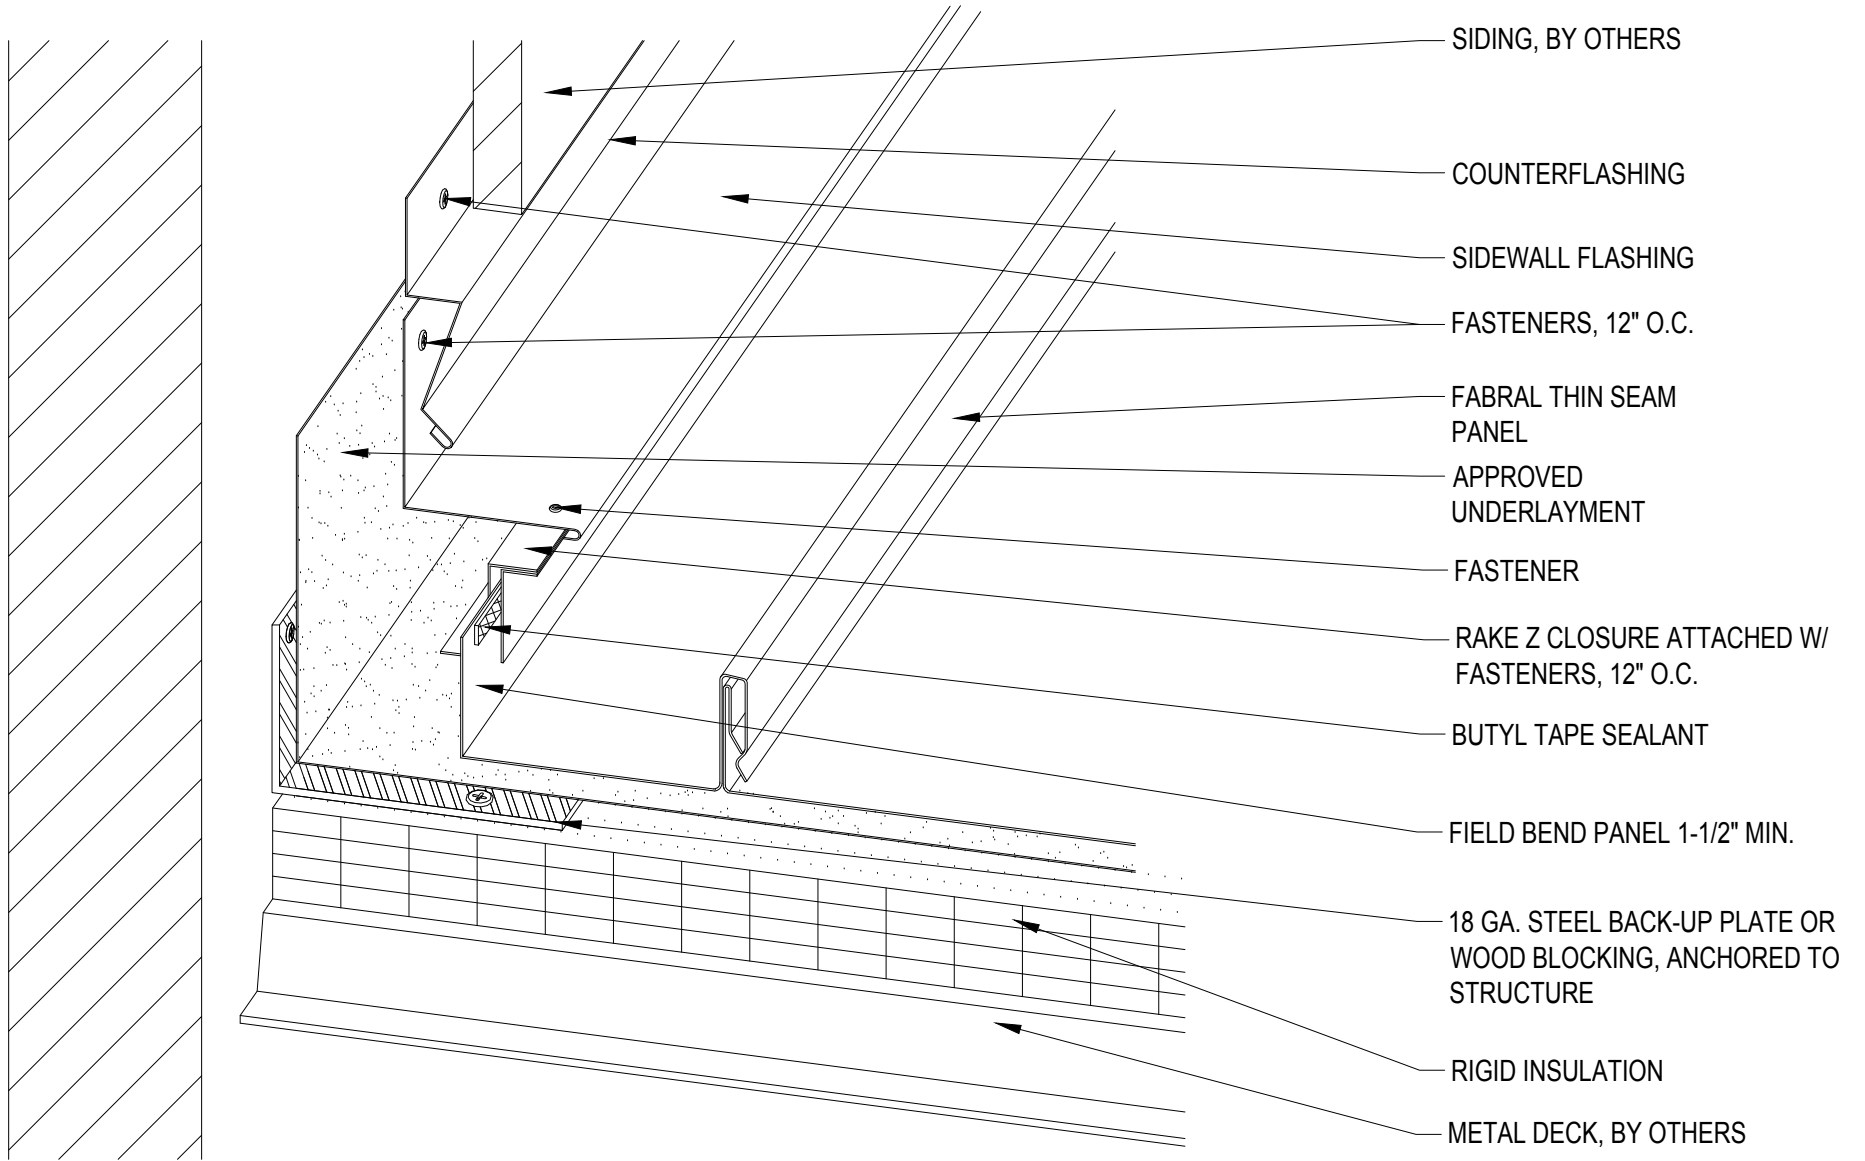 SIDING, BY OTHERS
COUNTERFLASHING
SIDEWALL FLASHING
FASTENERS, 12" O.C.
FABRAL THIN SEAM
PANEL
APPROVED
UNDERLAYMENT
FASTENER
RAKE Z CLOSURE ATTACHED W/
FASTENERS, 12" O.C.
BUTYL TAPE SEALANT
FIELD BEND PANEL 1-1/2" MIN.
18 GA. STEEL BACK-UP PLATE OR
WOOD BLOCKING, ANCHORED TO
STRUCTURE
RIGID INSULATION
METAL DECK, BY OTHERS